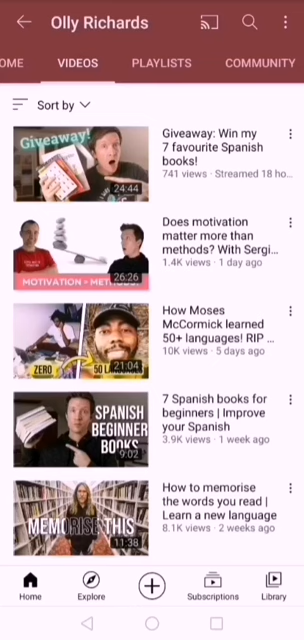 Olly Richards
OME VIDEOS PLAYLISTS COMMUNITY
Sort by
Giveaway!
24:44
Giveaway: Win my
7 favourite Spanish
books!
741 views · Streamed 18 ho...
MOTIVATION = METHODS?
26:26
Does motivation
matter more than
methods? With Sergi...
1.4K views · 1 day ago
ZERO
50 LA
21:04
How Moses
McCormick learned
50+ languages! RIP ...
10K views · 5 days ago
SPANISH
BEGINNER
BOOKS
9:02
7 Spanish books for
beginners | Improve
your Spanish
3.9K views · 1 week ago
MEMORISE THIS
11:38
How to memorise
the words you read |
Learn a new language
8.1K views · 2 weeks ago
Home Explore Subscriptions Library